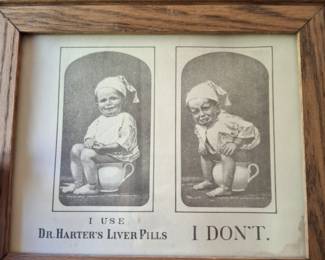 I USE
DR. HARTER'S LIVER PILLS
I DON'T.